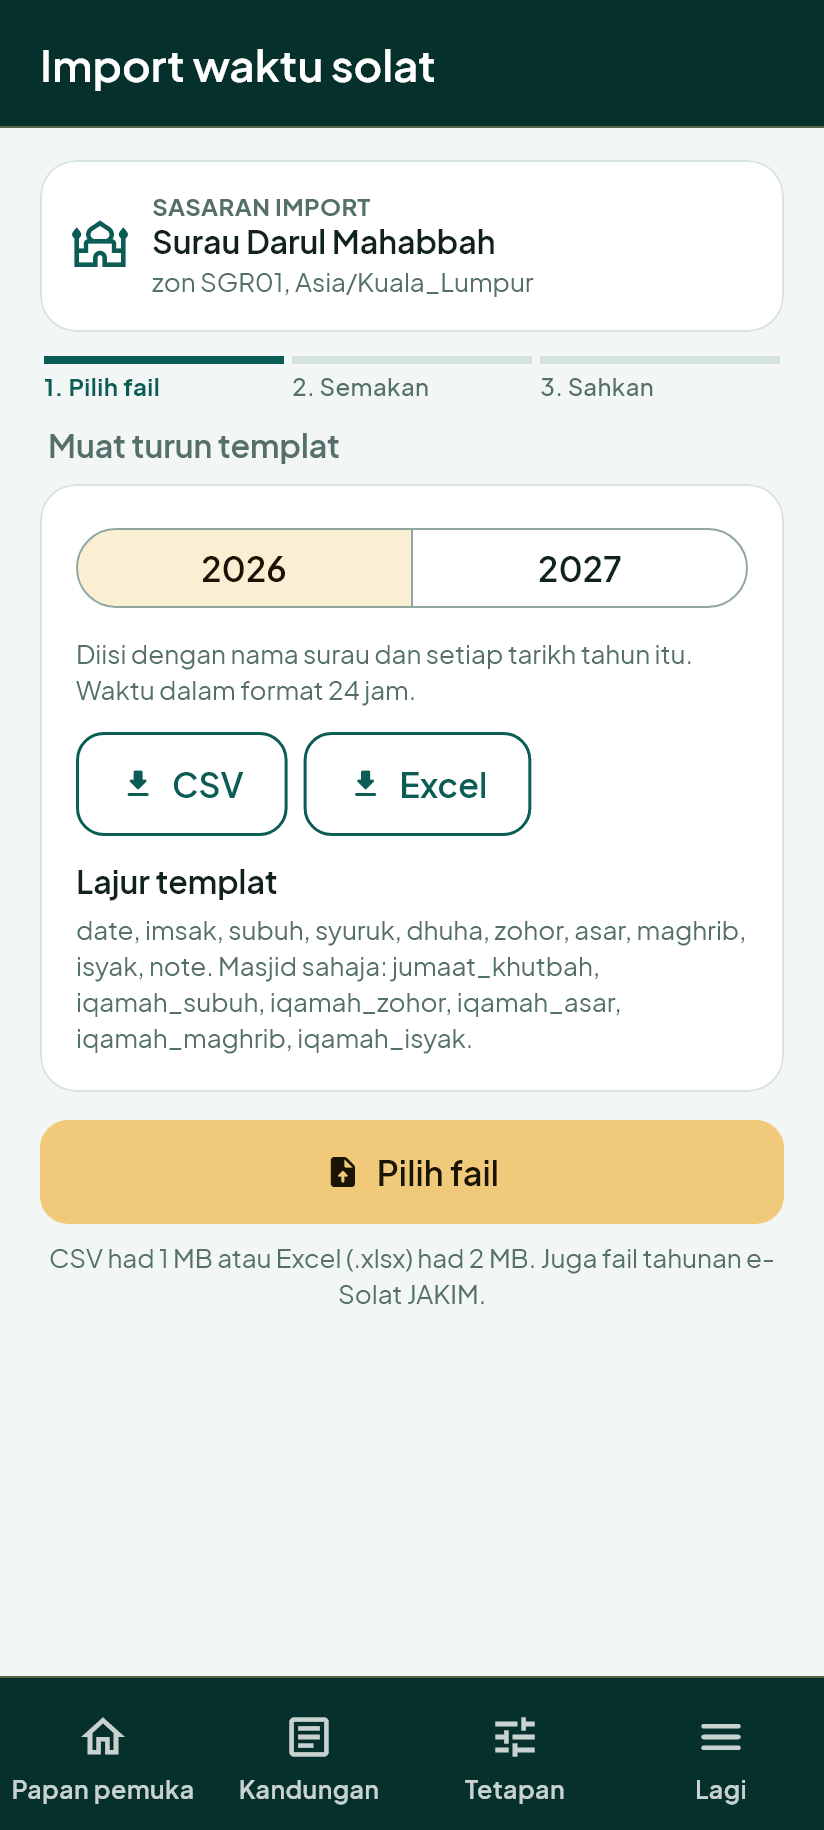 Import waktu solat
SASARAN IMPORT
Surau Darul Mahabbah
zon SGR01, Asia/Kuala_Lumpur
1. Pilih fail
2. Semakan
3. Sahkan
Muat turun templat
2026
2027
Diisi dengan nama surau dan setiap tarikh tahun itu.
Waktu dalam format 24 jam.
CSV
Excel
Lajur templat
date, imsak, subuh, syuruk, dhuha, zohor, asar, maghrib,
isyak, note. Masjid sahaja: jumaat_khutbah,
iqamah_subuh, iqamah_zohor, iqamah_asar,
iqamah_maghrib, iqamah_isyak.
Pilih fail
CSV had 1 MB atau Excel (.xlsx) had 2 MB. Juga fail tahunan e-
Solat JAKIM.
Papan pemuka
Kandungan
Tetapan
Lagi